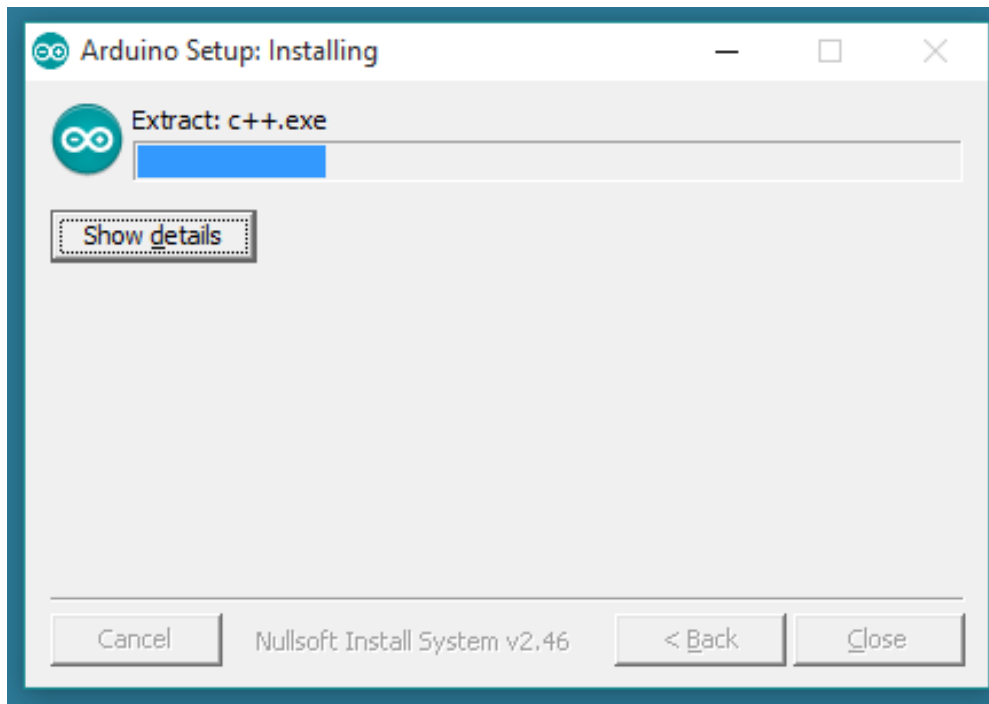 Arduino Setup: Installing
Extract: c++.exe
Show details
Cancel
Nullsoft Install System v2.46
< Back
Close